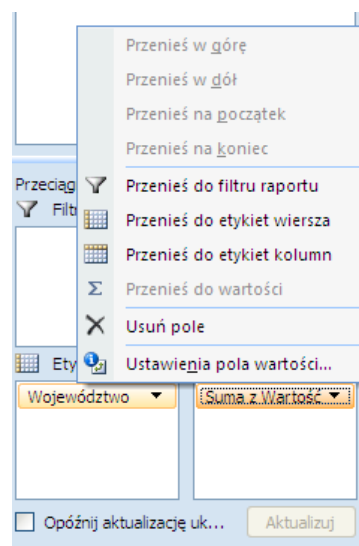 Przenieś w górę
Przenieś w dół
Przenieś na początek
Przenieś na koniec
Przenieś do filtru raportu
Przenieś do etykiet wiersza
Przenieś do etykiet kolumn
Σ Przenieś do wartości
Usuń pole
Ustawienia pola wartości...
Przeciąg
Filt
Ety
Województwo Suma z Wartość
Opóźnij aktualizację uk... Aktualizuj